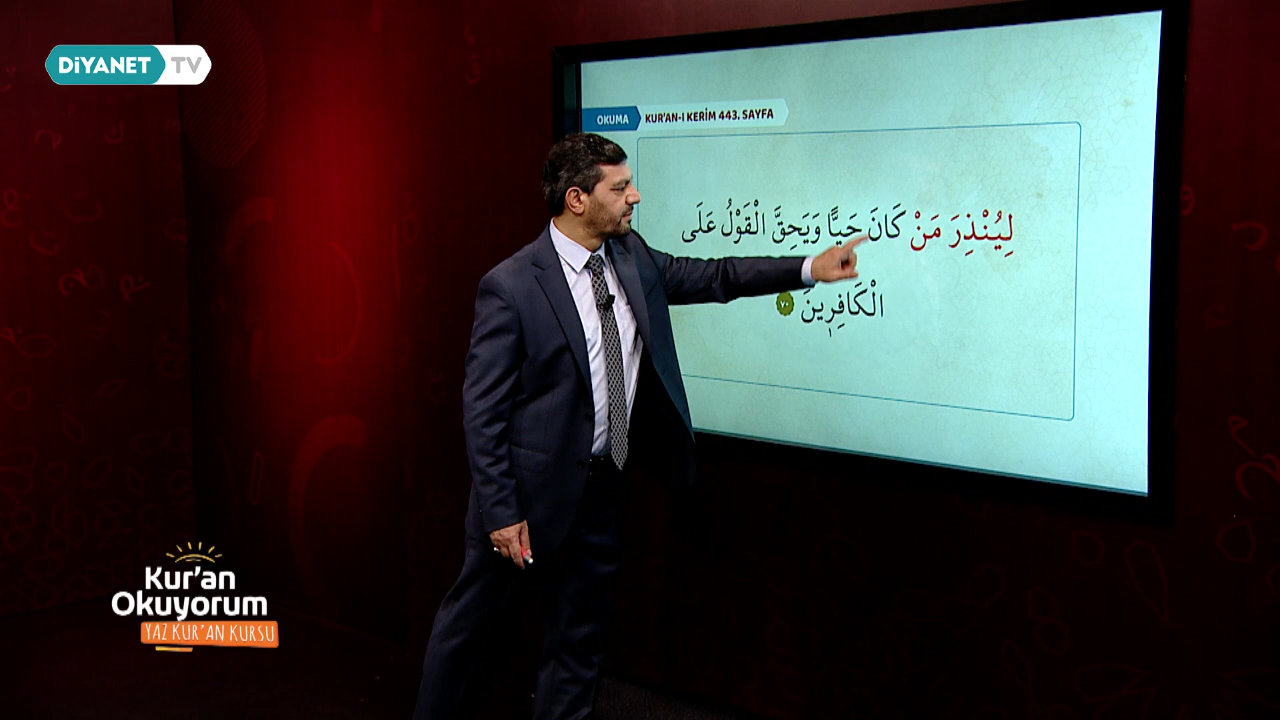 DİYANET TV
OKUMA KUR'AN-I KERİM 443. SAYFA
لِيُنْذِرَ مَنْ كَانَ حَيًّا وَيَحِقَّ الْقَوْلُ عَلَى
الْكَافِرِينَ ٧٠
Kur'an
Okuyorum
YAZ KUR'AN KURSU